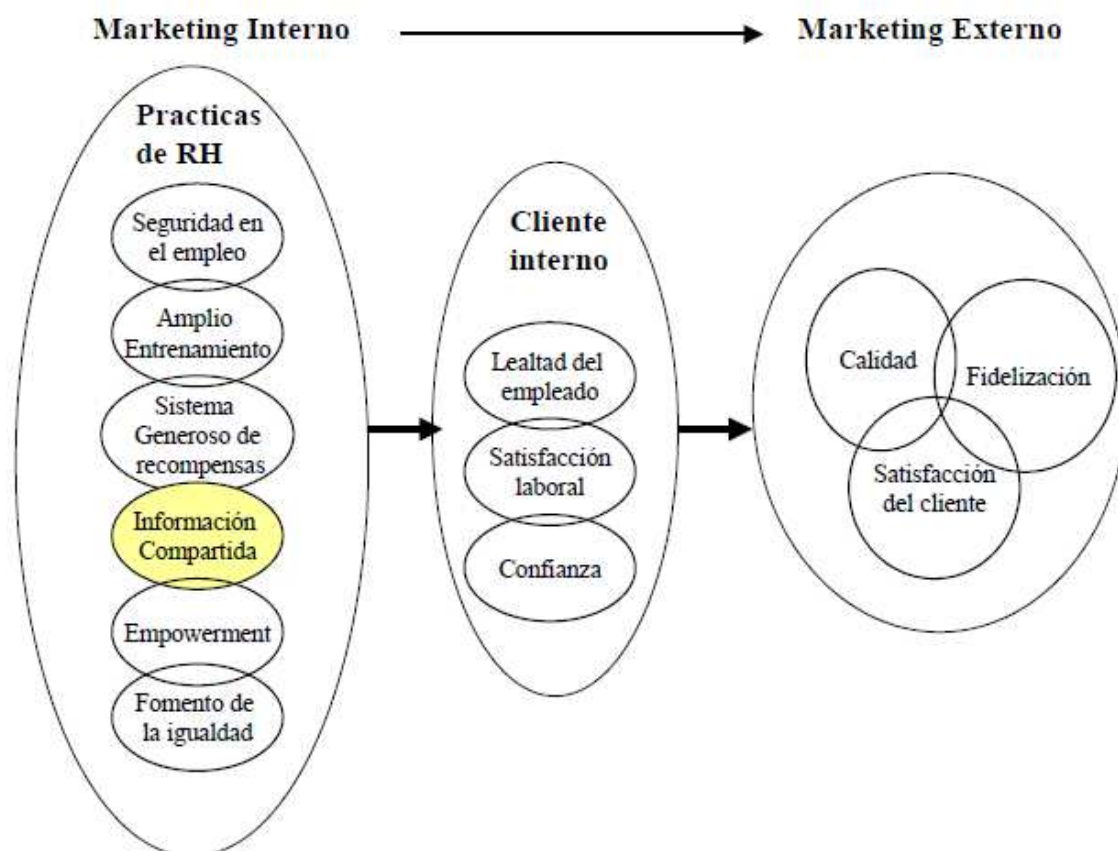 Marketing Interno
Marketing Externo
Practicas
de RH
Seguridad en
el empleo
Amplio
Entrenamiento
Sistema
Generoso de
recompensas
Información
Compartida
Empowerment
Fomento de
la igualdad
Cliente
interno
Lealtad del
empleado
Satisfacción
laboral
Confianza
Calidad
Fidelización
Satisfacción
del cliente